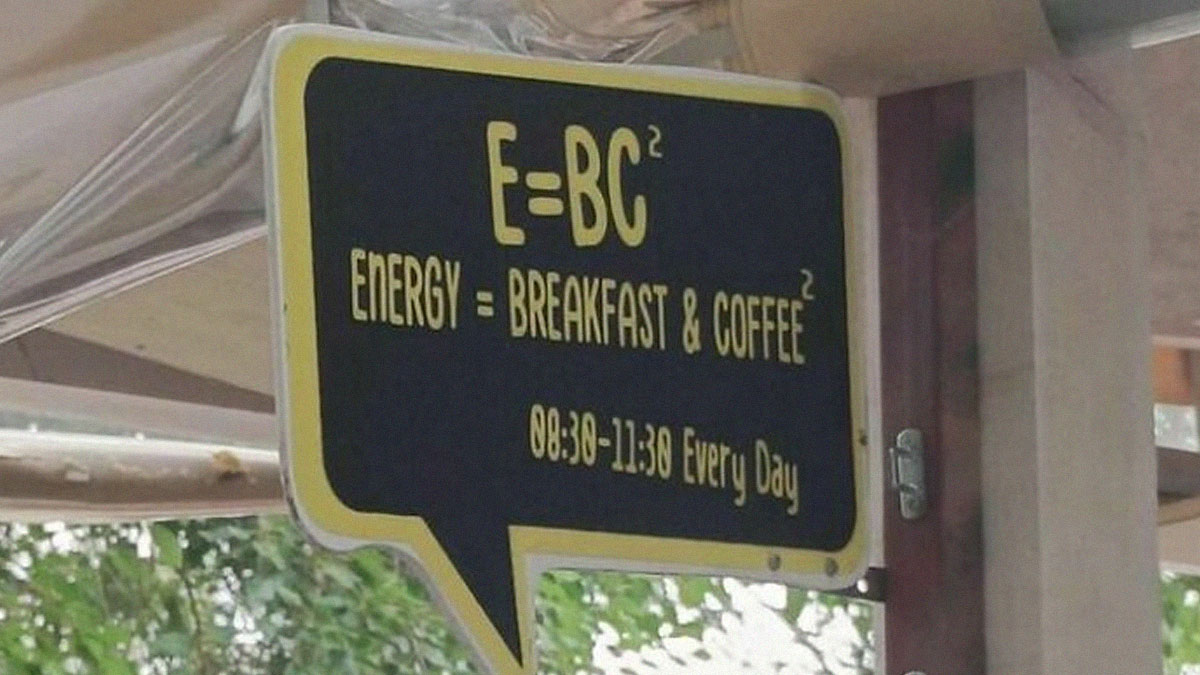 E=BC²
ENERGY = BREAKFAST & COFFEE²
08:30-11:30 Every Day